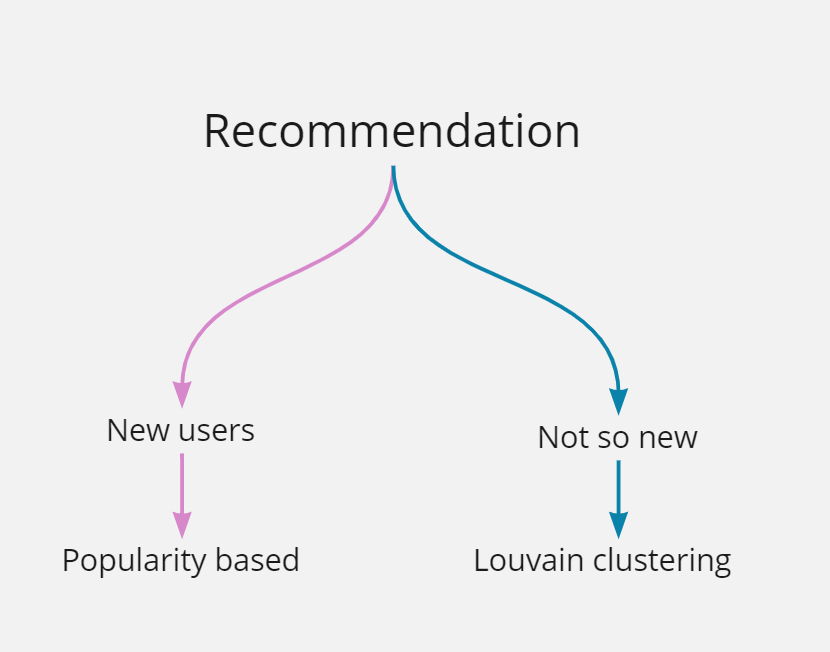 Recommendation
New users
Not so new
Popularity based
Louvain clustering